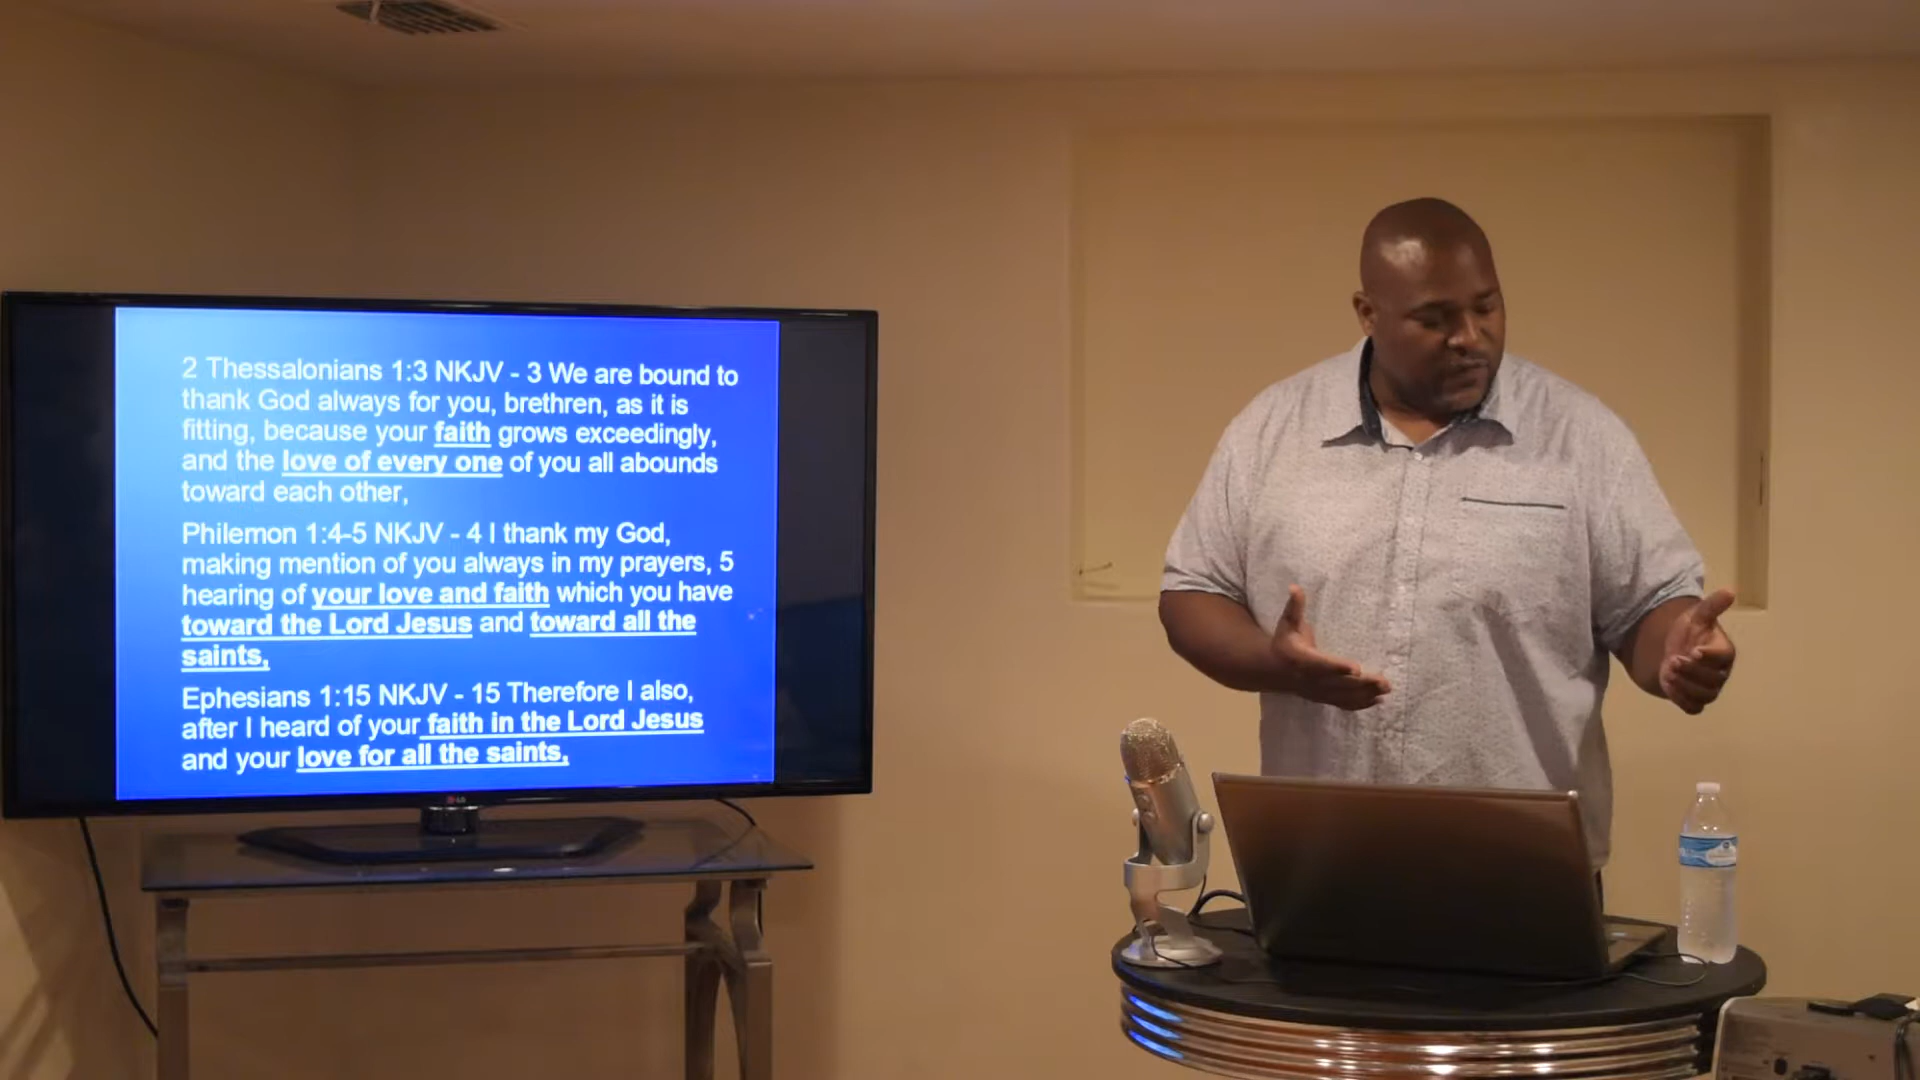 2 Thessalonians 1:3 NKJV - 3 We are bound to
thank God always for you, brethren, as it is
fitting, because your faith grows exceedingly,
and the love of every one of you all abounds
toward each other,
Philemon 1:4-5 NKJV - 4 I thank my God,
making mention of you always in my prayers, 5
hearing of your love and faith which you have
toward the Lord Jesus and toward all the
saints,
Ephesians 1:15 NKJV - 15 Therefore I also,
after I heard of your faith in the Lord Jesus
and your love for all the saints,
LG